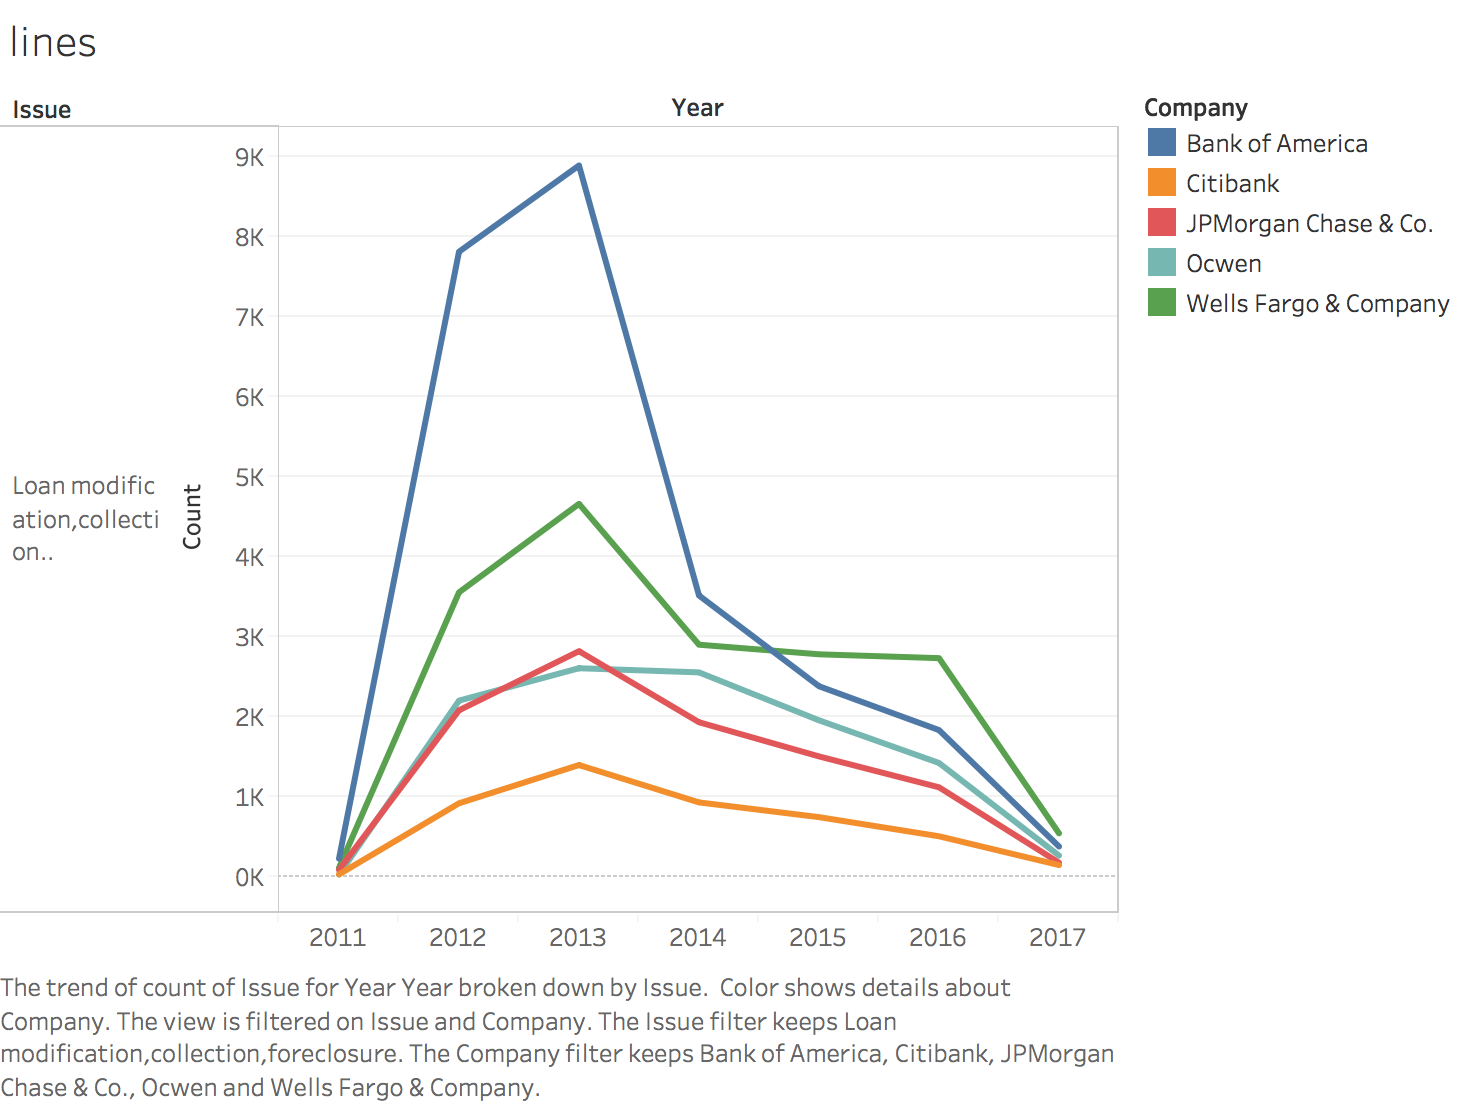 lines
Issue
Year
Company
Bank of America
Citibank
JPMorgan Chase & Co.
Ocwen
Wells Fargo & Company
Loan modific
ation,collecti
on..
Count
9K
8K
7K
6K
5K
4K
3K
2K
1K
0K
2011 2012 2013 2014 2015 2016 2017
The trend of count of Issue for Year Year broken down by Issue.  Color shows details about
Company. The view is filtered on Issue and Company. The Issue filter keeps Loan
modification,collection,foreclosure. The Company filter keeps Bank of America, Citibank, JPMorgan
Chase & Co., Ocwen and Wells Fargo & Company.